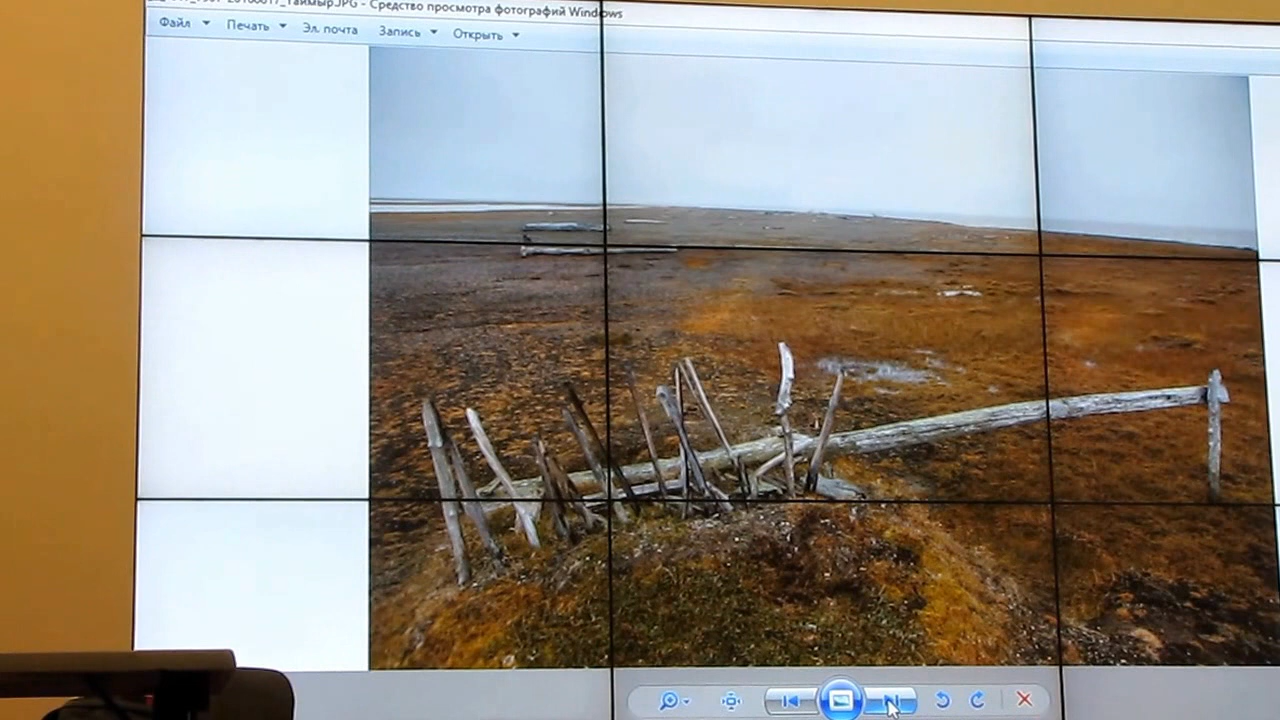 Таймыр.JPG - Средство просмотра фотографий Windows
Файл Печать Эл. почта Запись Открыть